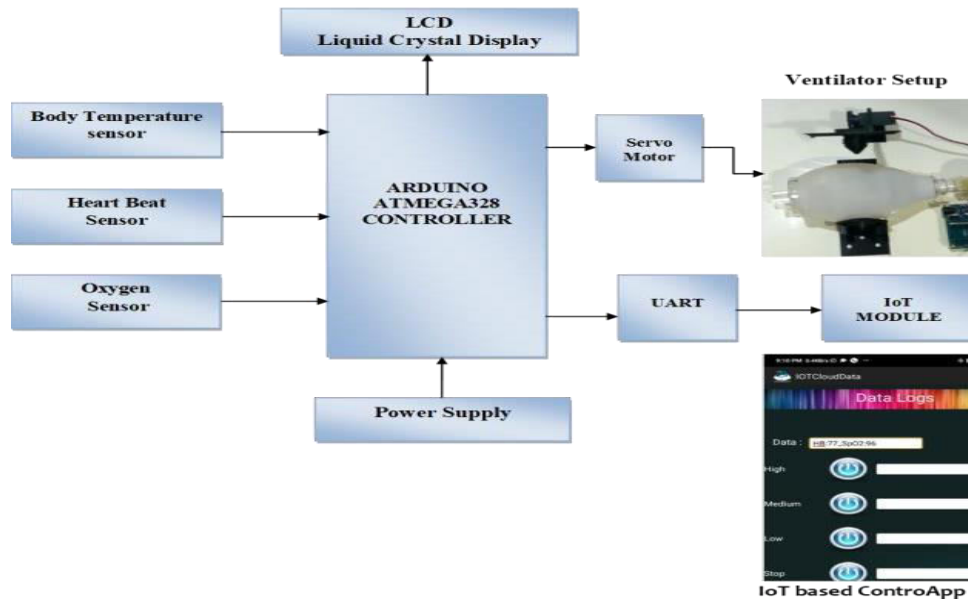 LCD
Liquid Crystal Display
Ventilator Setup
Body Temperature
sensor
Servo
Motor
Heart Beat
Sensor
ARDUINO
ATMEGA328
CONTROLLER
Oxygen
Sensor
UART
IoT
MODULE
Power Supply
IOTCloudData
Data Logs
Data :
HB:77_SpO2:96
High
Medium
Low
Stop
IoT based ControApp